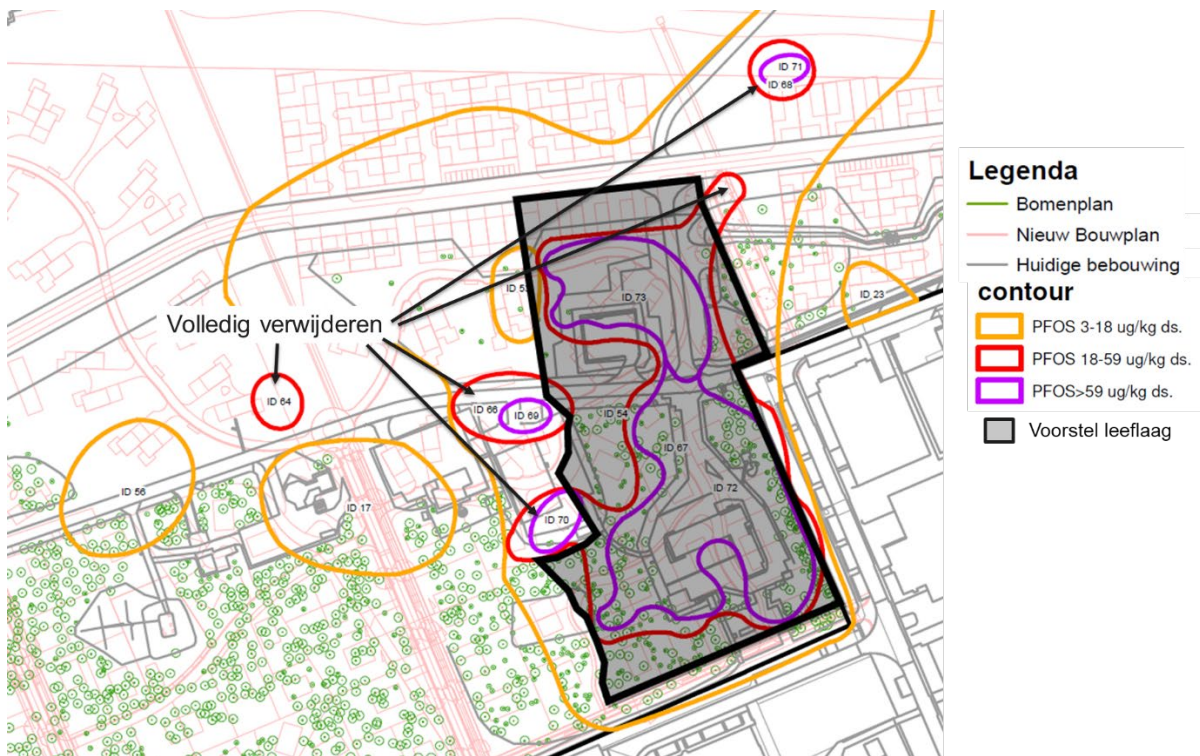 ID 71
ID 68
ID 73
ID 23
Volledig verwijderen
ID 64
ID 66
ID 69
ID 54
ID 67
ID 56
ID 17
ID 72
ID 70
Legenda
Bomenplan
Nieuw Bouwplan
Huidige bebouwing
contour
PFOS 3-18 ug/kg ds.
PFOS 18-59 ug/kg ds.
PFOS>59 ug/kg ds.
Voorstel leeflaag